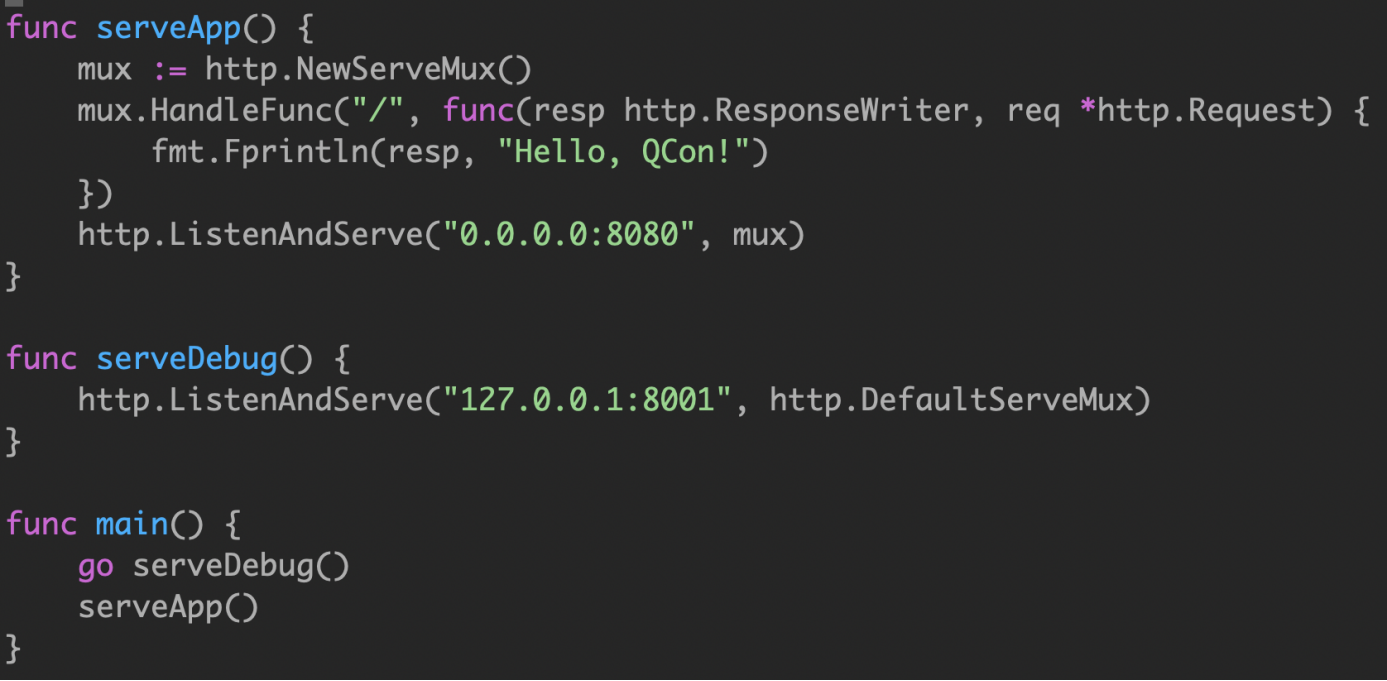 func serveApp() {
    mux := http.NewServeMux()
    mux.HandleFunc("/", func(resp http.ResponseWriter, req *http.Request) {
        fmt.Fprintln(resp, "Hello, QCon!")
    })
    http.ListenAndServe("0.0.0.0:8080", mux)
}

func serveDebug() {
    http.ListenAndServe("127.0.0.1:8001", http.DefaultServeMux)
}

func main() {
    go serveDebug()
    serveApp()
}